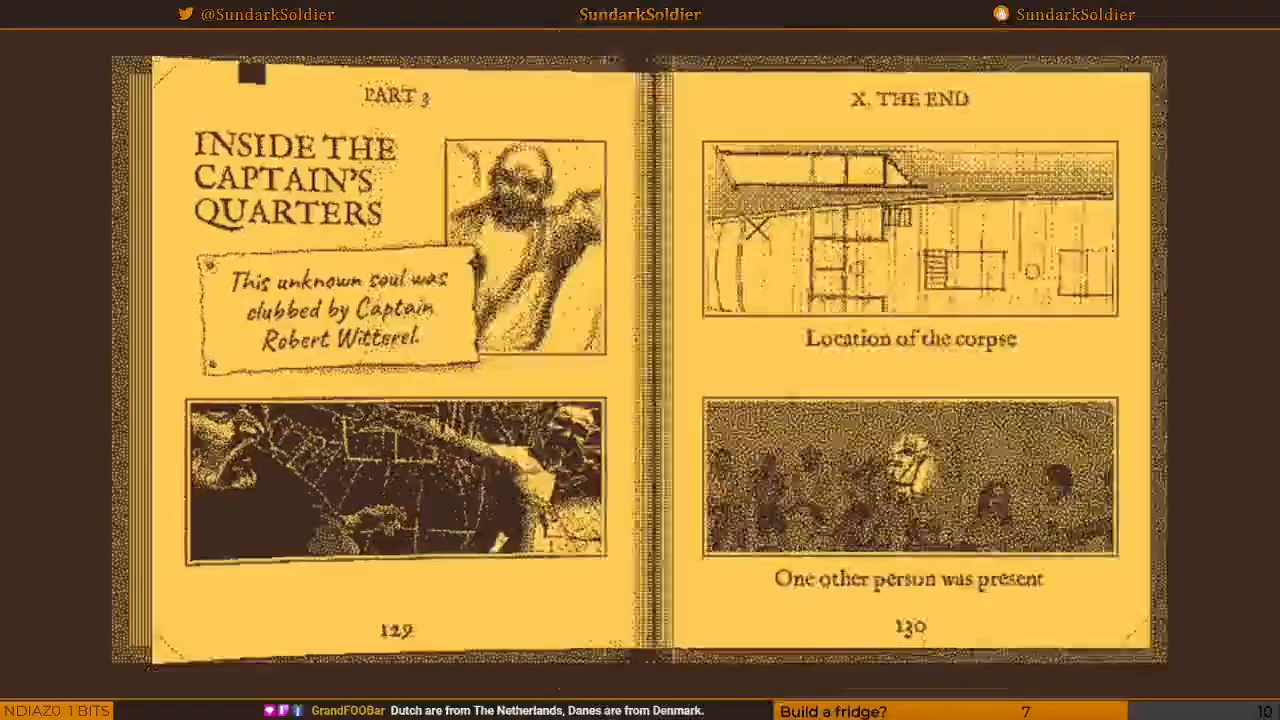 @SundarkSoldier
SundarkSoldier
SundarkSoldier
PART 3
INSIDE THE
CAPTAIN'S
QUARTERS
This unknown soul was
clubbed by Captain
Robert Witterel.
129
X. THE END
Location of the corpse
One other person was present
130
NDIAZ0 1 BITS
GrandFOOBar Dutch are from The Netherlands, Danes are from Denmark.
Build a fridge? 7 10